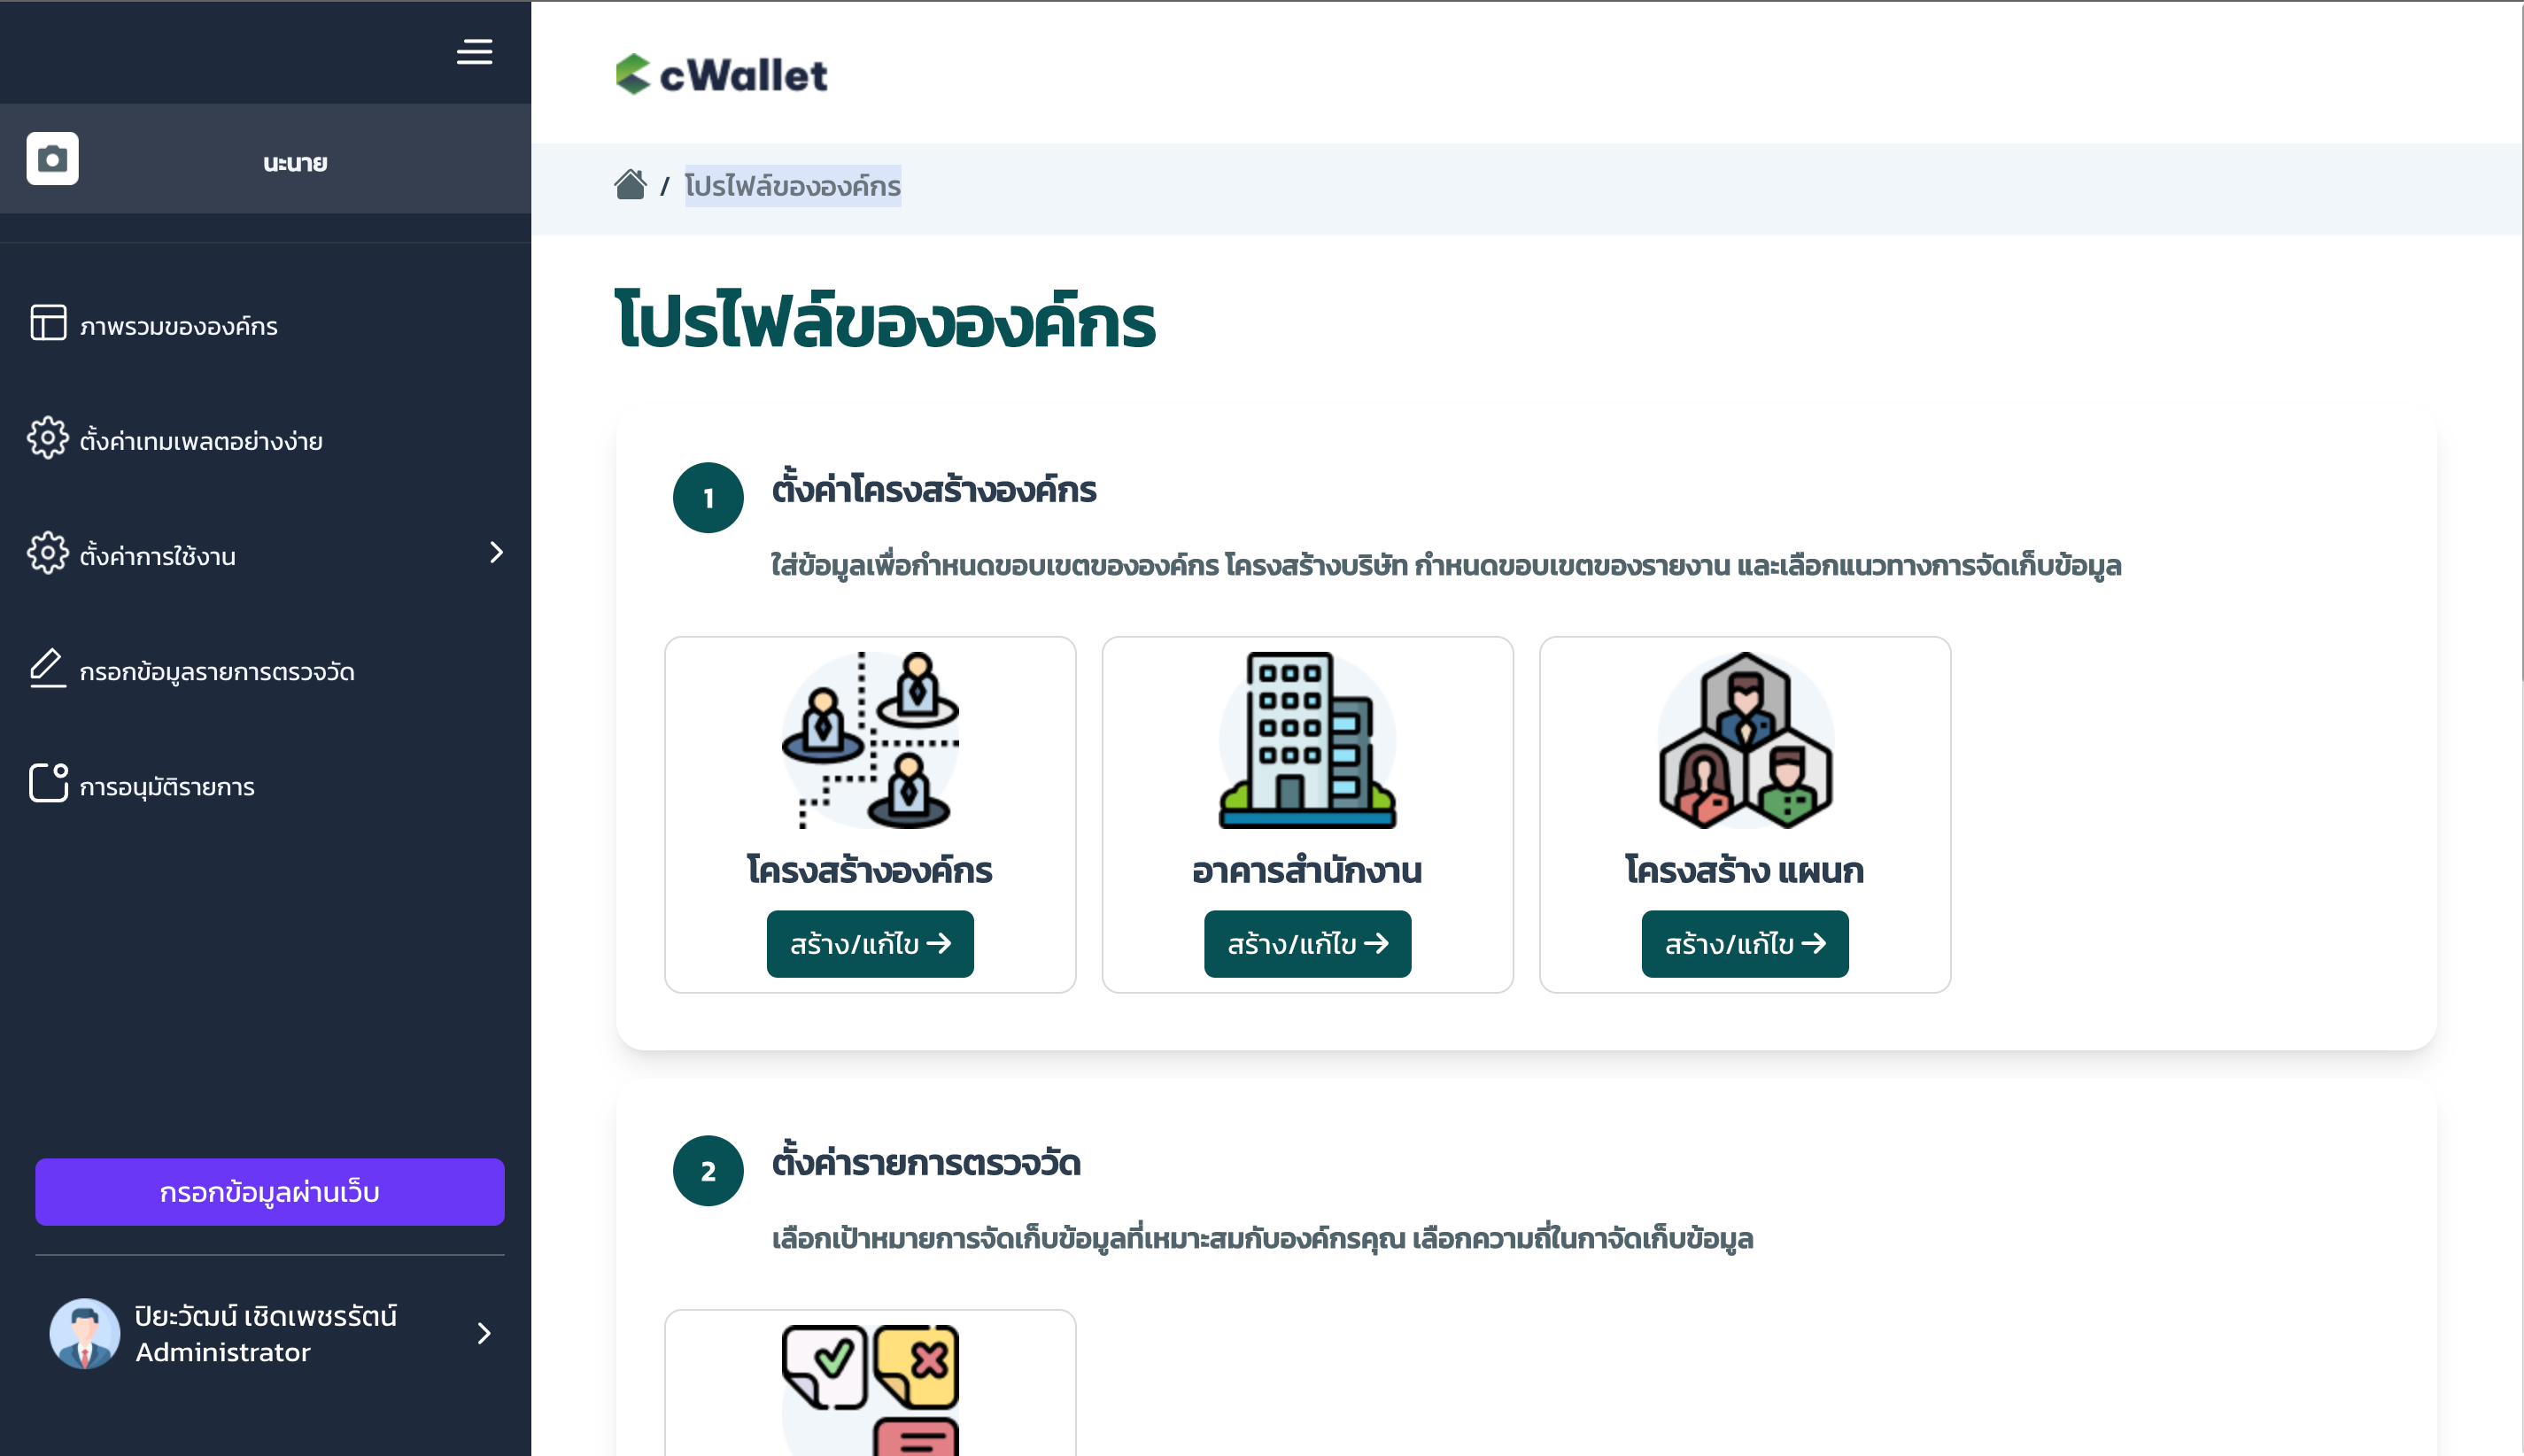 cWallet
นะนาย
/ โปรไฟล์ขององค์กร
โปรไฟล์ขององค์กร
ภาพรวมขององค์กร
ตั้งค่าเทมเพลตอย่างง่าย
ตั้งค่าการใช้งาน
กรอกข้อมูลรายการตรวจวัด
การอนุมัติรายการ
กรอกข้อมูลผ่านเว็บ
ปิยะวัฒน์ เชิดเพชรรัตน์
Administrator
1
ตั้งค่าโครงสร้างองค์กร
ใส่ข้อมูลเพื่อกำหนดขอบเขตขององค์กร โครงสร้างบริษัท กำหนดขอบเขตของรายงาน และเลือกแนวทางการจัดเก็บข้อมูล
โครงสร้างองค์กร
สร้าง/แก้ไข
อาคารสำนักงาน
สร้าง/แก้ไข
โครงสร้าง แผนก
สร้าง/แก้ไข
2
ตั้งค่ารายการตรวจวัด
เลือกเป้าหมายการจัดเก็บข้อมูลที่เหมาะสมกับองค์กรคุณ เลือกความถี่ในกาจัดเก็บข้อมูล